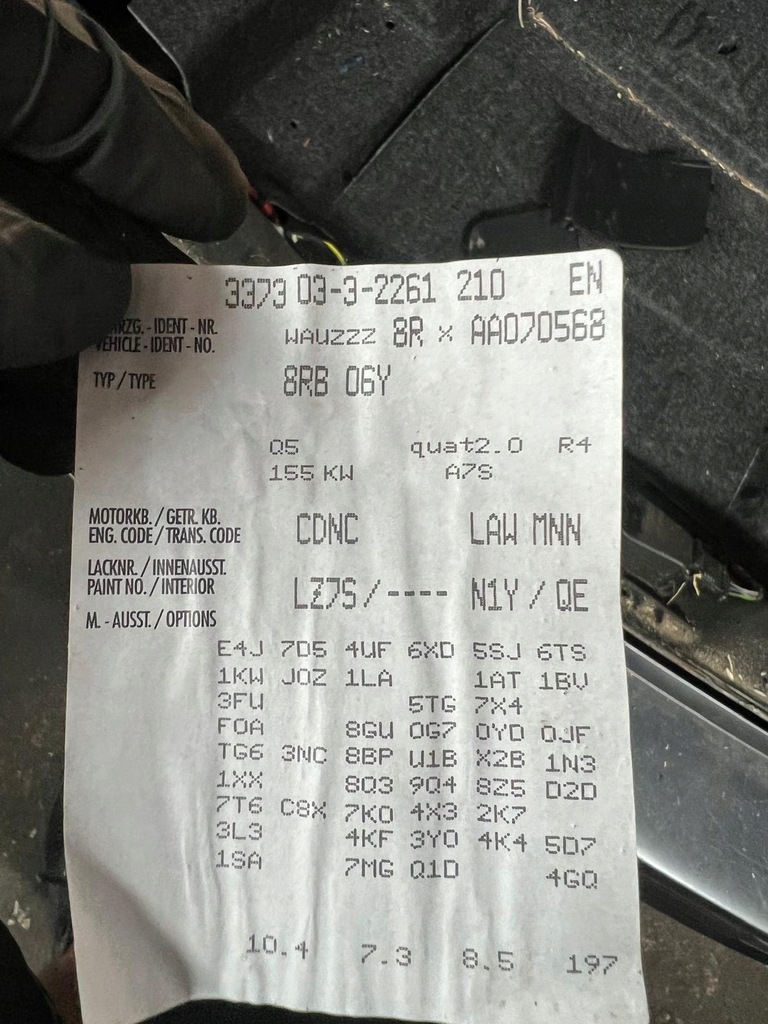 3373 03-3-2261 210 EN
RZG. - IDENT - NR.
VEHICLE - IDENT - NO. WAUZZZ 8R X AA070568
TYP / TYPE 8RB 06Y
Q5 quat2.0 R4
155 KW A7S
MOTORKB. / GETR. KB.
ENG. CODE / TRANS. CODE CDNC LAW MNN
LACKNR. / INNENAUSST.
PAINT NO. / INTERIOR LZ7S / ---- N1Y / QE
M. - AUSST. / OPTIONS
E4J 7D5 4UF 6XD 5SJ 6TS
1KW J0Z 1LA 1AT 1BV
3FU 5TG 7X4
F0A 8GU 0G7 0YD 0JF
TG6 3NC 8BP U1B X2B 1N3
1XX 8Q3 9Q4 8Z5 D2D
7T6 C8X 7K0 4X3 2K7
3L3 4KF 3Y0 4K4 5D7
1SA 7MG Q1D 4GQ
10.4 7.3 8.5 197